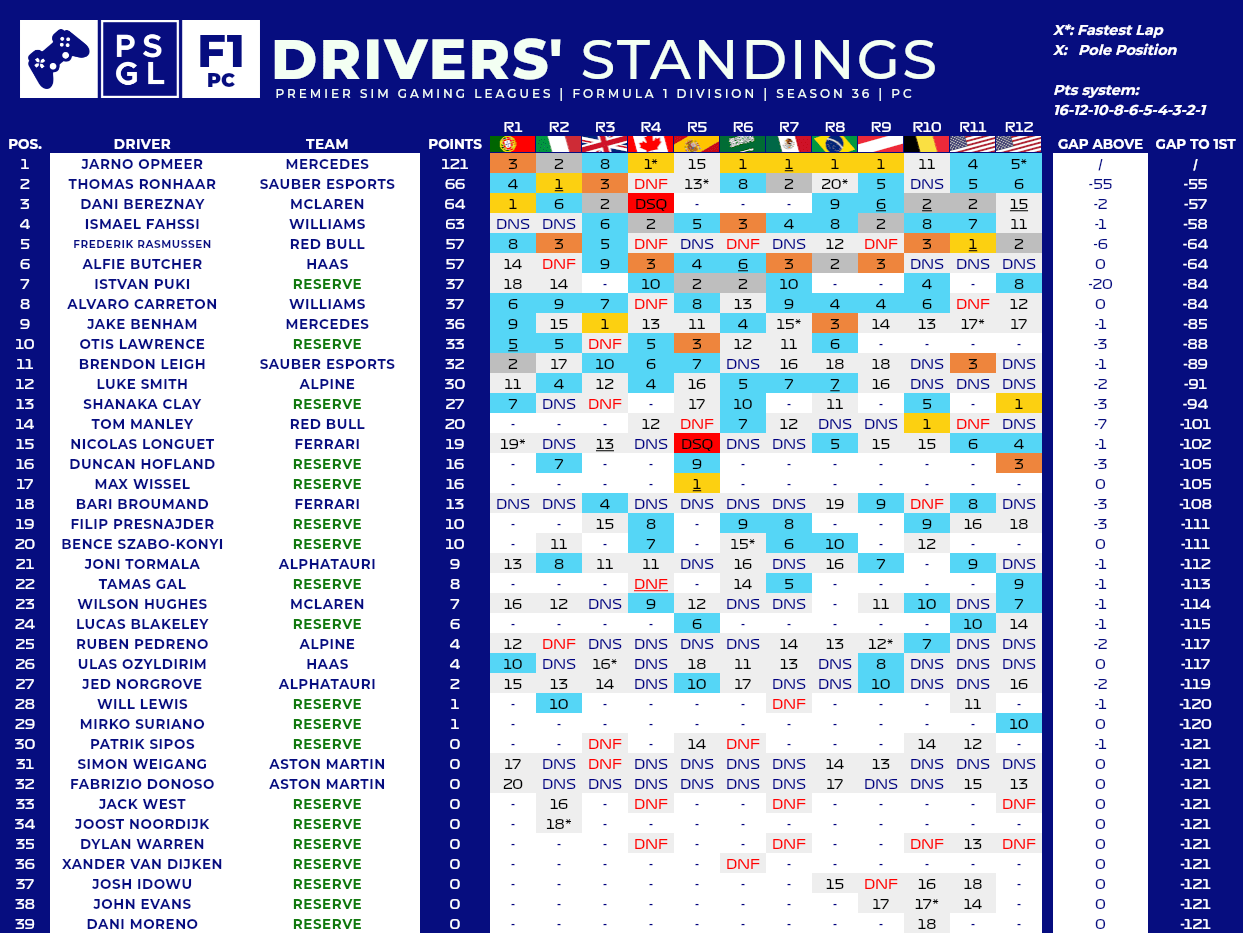 X*: Fastest Lap
X: Pole Position
PS
GL
F1
PC
DRIVERS' STANDINGS
PREMIER SIM GAMING LEAGUES | FORMULA 1 DIVISION | SEASON 36 | PC
Pts system:
16-12-10-8-6-5-4-3-2-1
R1 R2 R3 R4 R5 R6 R7 R8 R9 R10 R11 R12
POS. DRIVER TEAM POINTS GAP ABOVE GAP TO 1ST
1 JARNO OPMEER MERCEDES 121 3 2 8 1* 15 1 1 1 1 11 4 5* / /
2 THOMAS RONHAAR SAUBER ESPORTS 66 4 1 3 DNF 13* 8 2 20* 5 DNS 5 6 -55 -55
3 DANI BEREZNAY MCLAREN 64 1 6 2 DSQ - - - 9 6 2 2 15 -2 -57
4 ISMAEL FAHSSI WILLIAMS 63 DNS DNS 6 2 5 3 4 8 2 8 7 11 -1 -58
5 FREDERIK RASMUSSEN RED BULL 57 8 3 5 DNF DNS DNF DNS 12 DNF 3 1 2 -6 -64
6 ALFIE BUTCHER HAAS 57 14 DNF 9 3 4 6 3 2 3 DNS DNS DNS 0 -64
7 ISTVAN PUKI RESERVE 37 18 14 - 10 2 2 10 - - 4 - 8 -20 -84
8 ALVARO CARRETON WILLIAMS 37 6 9 7 DNF 8 13 9 4 4 6 DNF 12 0 -84
9 JAKE BENHAM MERCEDES 36 9 15 1 13 11 4 15* 3 14 13 17* 17 -1 -85
10 OTIS LAWRENCE RESERVE 33 5 5 DNF 5 3 12 11 6 - - - - -3 -88
11 BRENDON LEIGH SAUBER ESPORTS 32 2 17 10 6 7 DNS 16 18 18 DNS 3 DNS -1 -89
12 LUKE SMITH ALPINE 30 11 4 12 4 16 5 7 7 16 DNS DNS DNS -2 -91
13 SHANAKA CLAY RESERVE 27 7 DNS DNF - 17 10 - 11 - 5 - 1 -3 -94
14 TOM MANLEY RED BULL 20 - - - 12 DNF 7 12 DNS DNS 1 DNF DNS -7 -101
15 NICOLAS LONGUET FERRARI 19 19* DNS 13 DNS DSQ DNS DNS 5 15 15 6 4 -1 -102
16 DUNCAN HOFLAND RESERVE 16 - 7 - - 9 - - - - - - 3 -3 -105
17 MAX WISSEL RESERVE 16 - - - - 1 - - - - - - - 0 -105
18 BARI BROUMAND FERRARI 13 DNS DNS 4 DNS DNS DNS DNS 19 9 DNF 8 DNS -3 -108
19 FILIP PRESNAJDER RESERVE 10 - - 15 8 - 9 8 - - 9 16 18 -3 -111
20 BENCE SZABO-KONYI RESERVE 10 - 11 - 7 - 15* 6 10 - 12 - - 0 -111
21 JONI TORMALA ALPHATAURI 9 13 8 11 11 DNS 16 DNS 16 7 - 9 DNS -1 -112
22 TAMAS GAL RESERVE 8 - - - DNF - 14 5 - - - - 9 -1 -113
23 WILSON HUGHES MCLAREN 7 16 12 DNS 9 12 DNS DNS - 11 10 DNS 7 -1 -114
24 LUCAS BLAKELEY RESERVE 6 - - - - 6 - - - - - 10 14 -1 -115
25 RUBEN PEDRENO ALPINE 4 12 DNF DNS DNS DNS DNS 14 13 12* 7 DNS DNS -2 -117
26 ULAS OZYLDIRIM HAAS 4 10 DNS 16* DNS 18 11 13 DNS 8 DNS DNS DNS 0 -117
27 JED NORGROVE ALPHATAURI 2 15 13 14 DNS 10 17 DNS DNS 10 DNS DNS 16 -2 -119
28 WILL LEWIS RESERVE 1 - 10 - - - - DNF - - - 11 - -1 -120
29 MIRKO SURIANO RESERVE 1 - - - - - - - - - - - 10 0 -120
30 PATRIK SIPOS RESERVE 0 - - DNF - 14 DNF - - - 14 12 - -1 -121
31 SIMON WEIGANG ASTON MARTIN 0 17 DNS DNF DNS DNS DNS DNS 14 13 DNS DNS DNS 0 -121
32 FABRIZIO DONOSO ASTON MARTIN 0 20 DNS DNS DNS DNS DNS DNS 17 DNS DNS 15 13 0 -121
33 JACK WEST RESERVE 0 - 16 - DNF - - DNF - - - - DNF 0 -121
34 JOOST NOORDIJK RESERVE 0 - 18* - - - - - - - - - - 0 -121
35 DYLAN WARREN RESERVE 0 - - - DNF - - DNF - - DNF 13 DNF 0 -121
36 XANDER VAN DIJKEN RESERVE 0 - - - - - DNF - - - - - - 0 -121
37 JOSH IDOWU RESERVE 0 - - - - - - - 15 DNF 16 18 - 0 -121
38 JOHN EVANS RESERVE 0 - - - - - - - - 17 17* 14 - 0 -121
39 DANI MORENO RESERVE 0 - - - - - - - - - 18 - - 0 -121